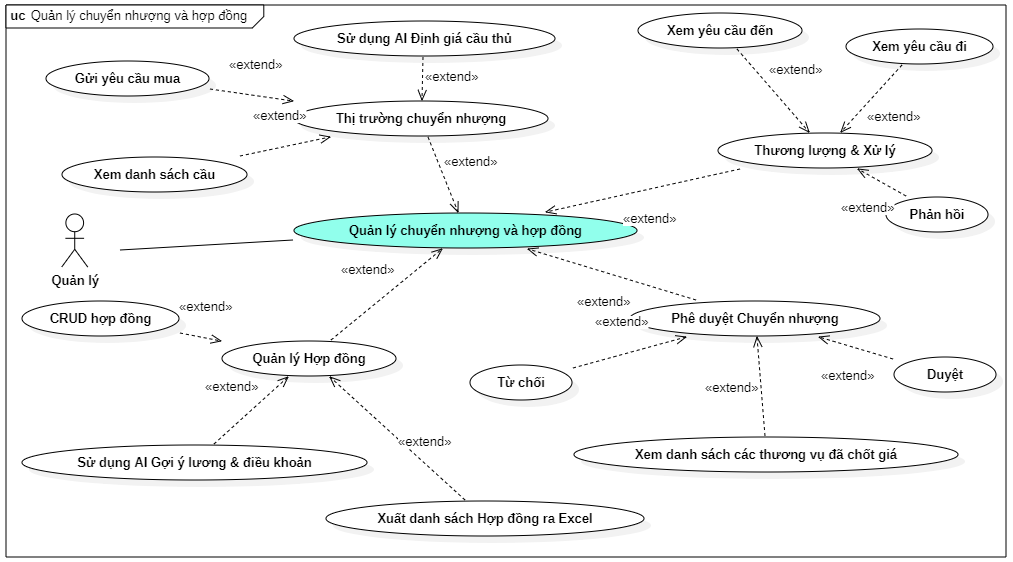 uc Quản lý chuyển nhượng và hợp đồng
Sử dụng AI Định giá cầu thủ
Xem yêu cầu đến
Xem yêu cầu đi
«extend»
Gửi yêu cầu mua
«extend»
«extend»
«extend»
Thị trường chuyển nhượng
«extend»
Thương lượng & Xử lý
«extend»
Xem danh sách cầu
«extend»
Phản hồi
«extend»
Quản lý chuyển nhượng và hợp đồng
Quản lý
«extend»
«extend»
CRUD hợp đồng
«extend»
«extend»
Phê duyệt Chuyển nhượng
Quản lý Hợp đồng
«extend»
Từ chối
«extend»
«extend»
Duyệt
«extend»
Sử dụng AI Gợi ý lương & điều khoản
Xem danh sách các thương vụ đã chốt giá
Xuất danh sách Hợp đồng ra Excel